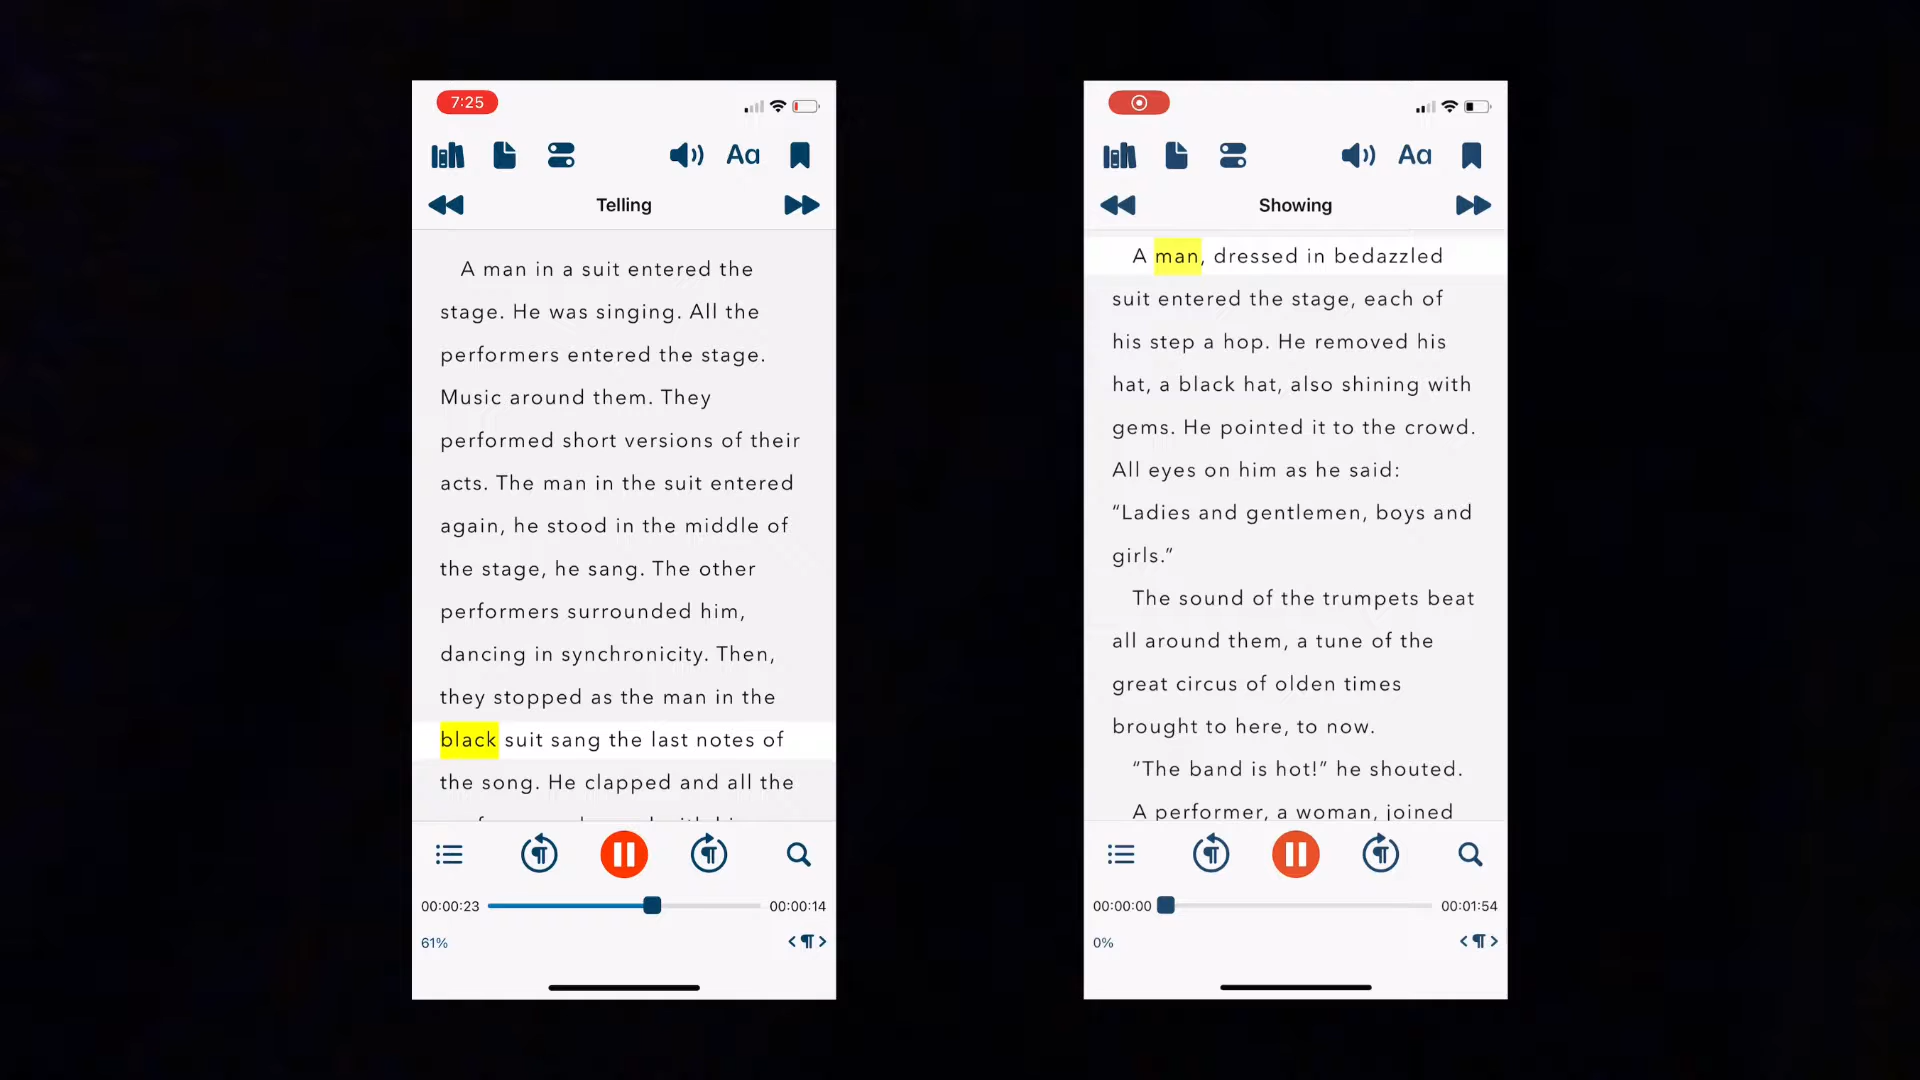 7:25
Aa
Telling
A man in a suit entered the
stage. He was singing. All the
performers entered the stage.
Music around them. They
performed short versions of their
acts. The man in the suit entered
again, he stood in the middle of
the stage, he sang. The other
performers surrounded him,
dancing in synchronicity. Then,
they stopped as the man in the
black suit sang the last notes of
the song. He clapped and all the
00:00:23
00:00:14
61%
< ¶ >
Aa
Showing
A man, dressed in bedazzled
suit entered the stage, each of
his step a hop. He removed his
hat, a black hat, also shining with
gems. He pointed it to the crowd.
All eyes on him as he said:
“Ladies and gentlemen, boys and
girls.”
The sound of the trumpets beat
all around them, a tune of the
great circus of olden times
brought to here, to now.
“The band is hot!” he shouted.
A performer, a woman, joined
00:00:00
00:01:54
0%
< ¶ >